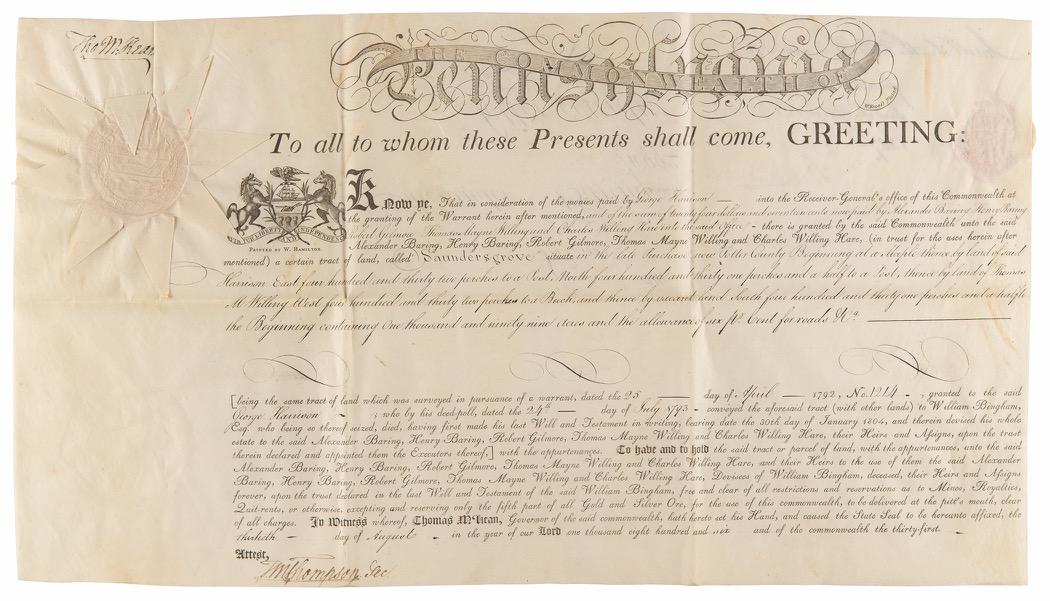 Tho M:Kean
THE COMMONWEALTH OF
Pennsylvania
To all to whom these Presents shall come, GREETING:
VIRTUE LIBERTY AND INDEPENDENCE
PRINTED BY W. HAMILTON.
Know ye, That in consideration of the monies paid by George Harrison — into the Receiver-General's office of this Commonwealth at
the granting of the Warrant herein after mentioned, and of the sum of twenty four dollars and seven cents now paid by Alexander Baring Henry Baring
Robert Gilmore Thomas Mayne Willing and Charles Willing Hare into the said Office - there is granted by the said Commonwealth unto the said
Alexander Baring, Henry Baring, Robert Gilmore, Thomas Mayne Willing and Charles Willing Hare, (in trust for the uses herein after
mentioned) a certain tract of land, called "Saundersgrove" situate in the late Purchase now Potter County Beginning at a Maple thence by land of said
Harrison East four hundred and thirty two perches to a Post, North four hundred and thirty one perches and a half to a Post, thence by land of Thomas
M Willing West four hundred and thirty two perches to a Beech, and thence by vacant land South four hundred and thirty one perches and a half to
the Beginning containing One thousand and ninety nine Acres and the allowance of six pr Cent for roads &c.
[being the same tract of land which was surveyed in pursuance of a warrant, dated the 25 day of April — 1792, No. 1214 - , granted to the said
George Harrison - ; who by his deed-poll, dated the 24th — day of July 1793 - conveyed the aforesaid tract (with other lands) to William Bingham,
Esq. who being so thereof seized, died, having first made his last Will and Testament in writing, bearing date the 30th day of January 1804, and therein devised his whole
estate to the said Alexander Baring, Henry Baring, Robert Gilmore, Thomas Mayne Willing and Charles Willing Hare, their Heirs and Assigns, upon the trust
therein declared and appointed them the Executors thereof,] with the appurtenances. To have and to hold the said tract or parcel of land, with the appurtenances, unto the said
Alexander Baring, Henry Baring, Robert Gilmore, Thomas Mayne Willing and Charles Willing Hare, and their Heirs to the use of them the said Alexander
Baring, Henry Baring, Robert Gilmore, Thomas Mayne Willing and Charles Willing Hare, Devisees of William Bingham, deceased, their Heirs and Assigns
forever, upon the trust declared in the last Will and Testament of the said William Bingham, free and clear of all restrictions and reservations as to Mines, Royalties,
Quit-rents, or otherwise, excepting and reserving only the fifth part of all Gold and Silver Ore, for the use of this commonwealth, to be delivered at the pitt's mouth, clear
of all charges. In Witness whereof, Thomas M'Kean, Governor of the said commonwealth, hath hereto set his Hand, and caused the State Seal to be hereunto affixed, the
thirtieth — day of August - in the year of our Lord one thousand eight hundred and six and of the commonwealth the thirty-first.
Attest,
TM Thompson Sec